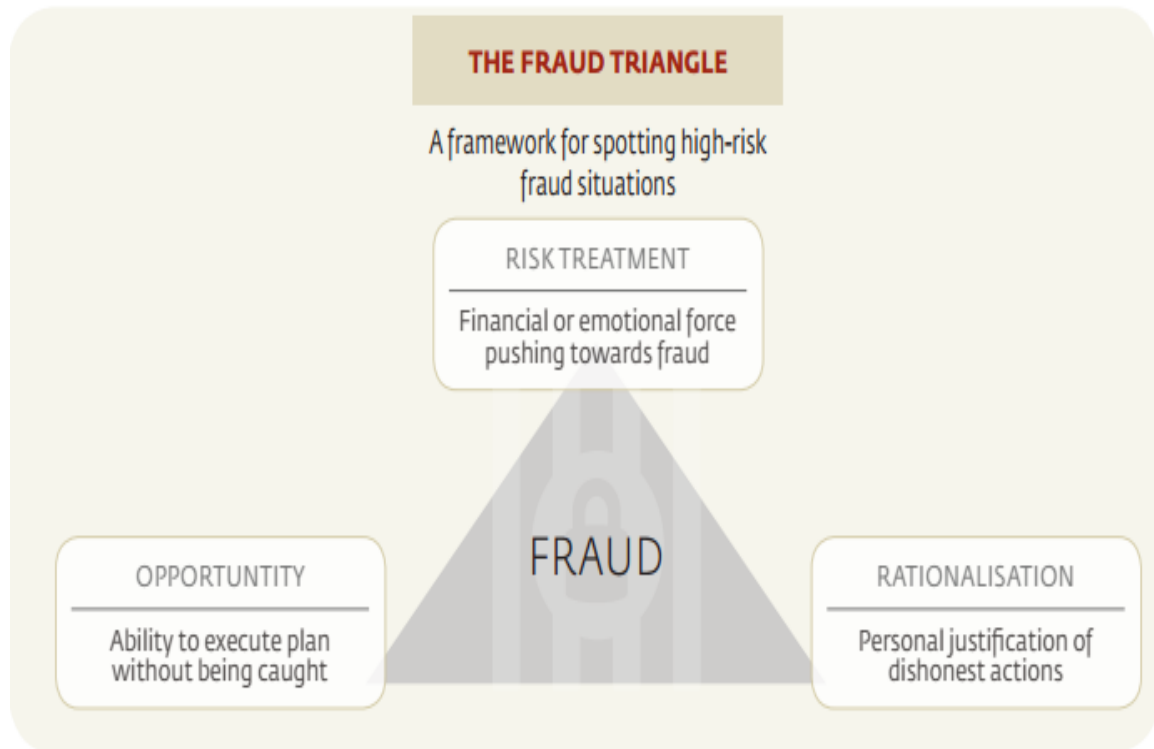 THE FRAUD TRIANGLE
A framework for spotting high-risk
fraud situations
RISK TREATMENT
Financial or emotional force
pushing towards fraud
FRAUD
OPPORTUNTITY
Ability to execute plan
without being caught
RATIONALISATION
Personal justification of
dishonest actions